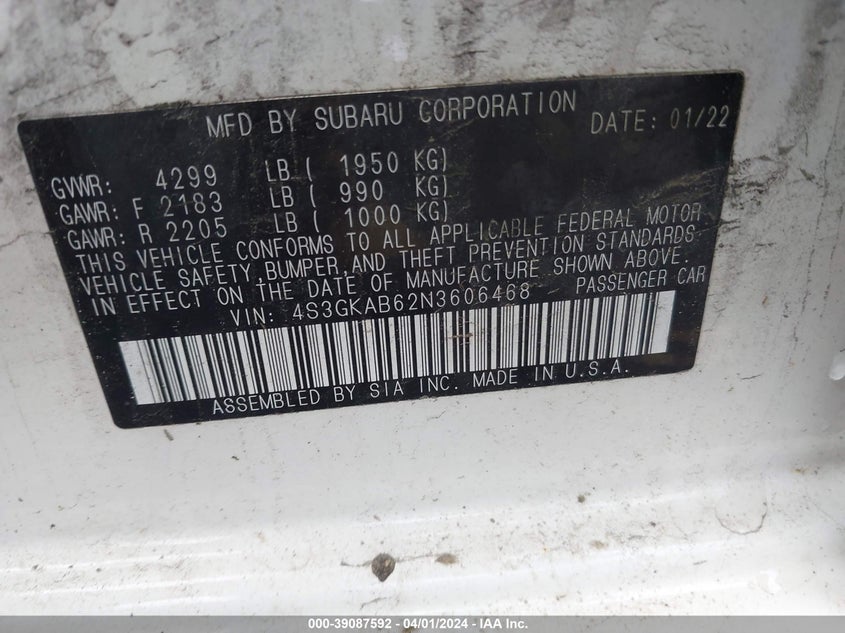 MFD BY SUBARU CORPORATION DATE: 01/22
GVWR: 4299 LB ( 1950 KG)
GAWR: F 2183 LB ( 990 KG)
GAWR: R 2205 LB ( 1000 KG)
THIS VEHICLE CONFORMS TO ALL APPLICABLE FEDERAL MOTOR
VEHICLE SAFETY,BUMPER,AND THEFT PREVENTION STANDARDS
IN EFFECT ON THE DATE OF MANUFACTURE SHOWN ABOVE.
VIN: 4S3GKAB62N3606468 PASSENGER CAR
ASSEMBLED BY SIA INC. MADE IN U.S.A.
000-39087592 - 04/01/2024 - IAA Inc.